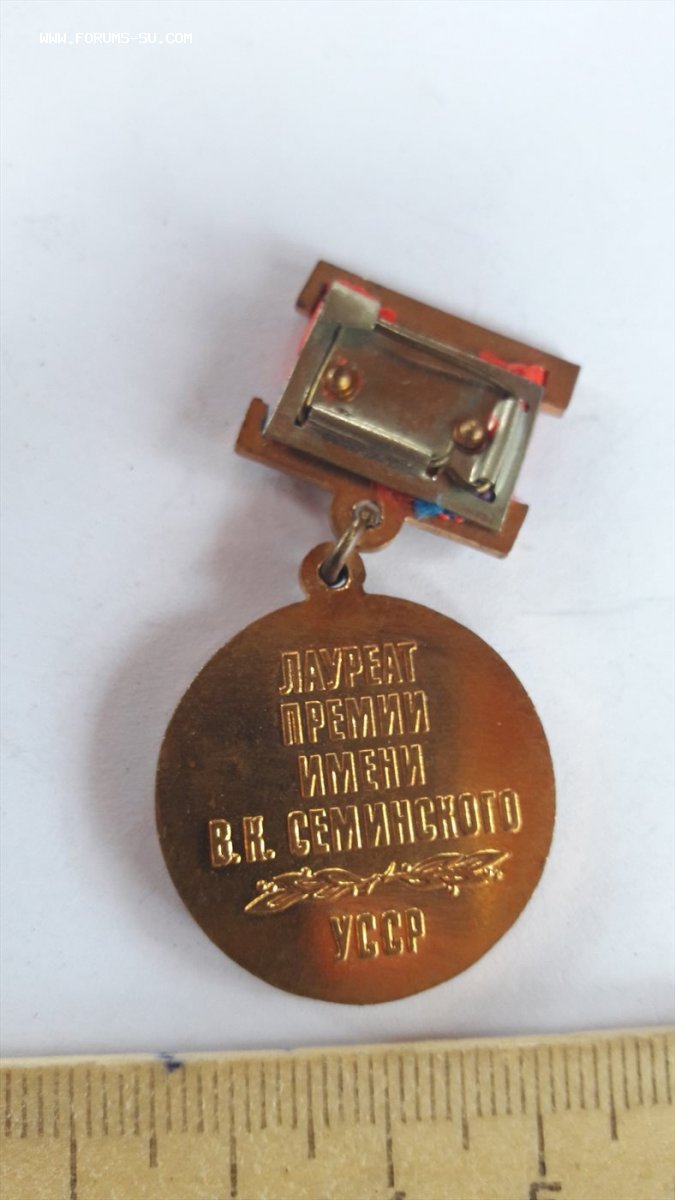 WWW.FORUMS-SU.COM
ЛАУРЕАТ
ПРЕМИИ
ИМЕНИ
В.К. СЕМИНСКОГО
УССР